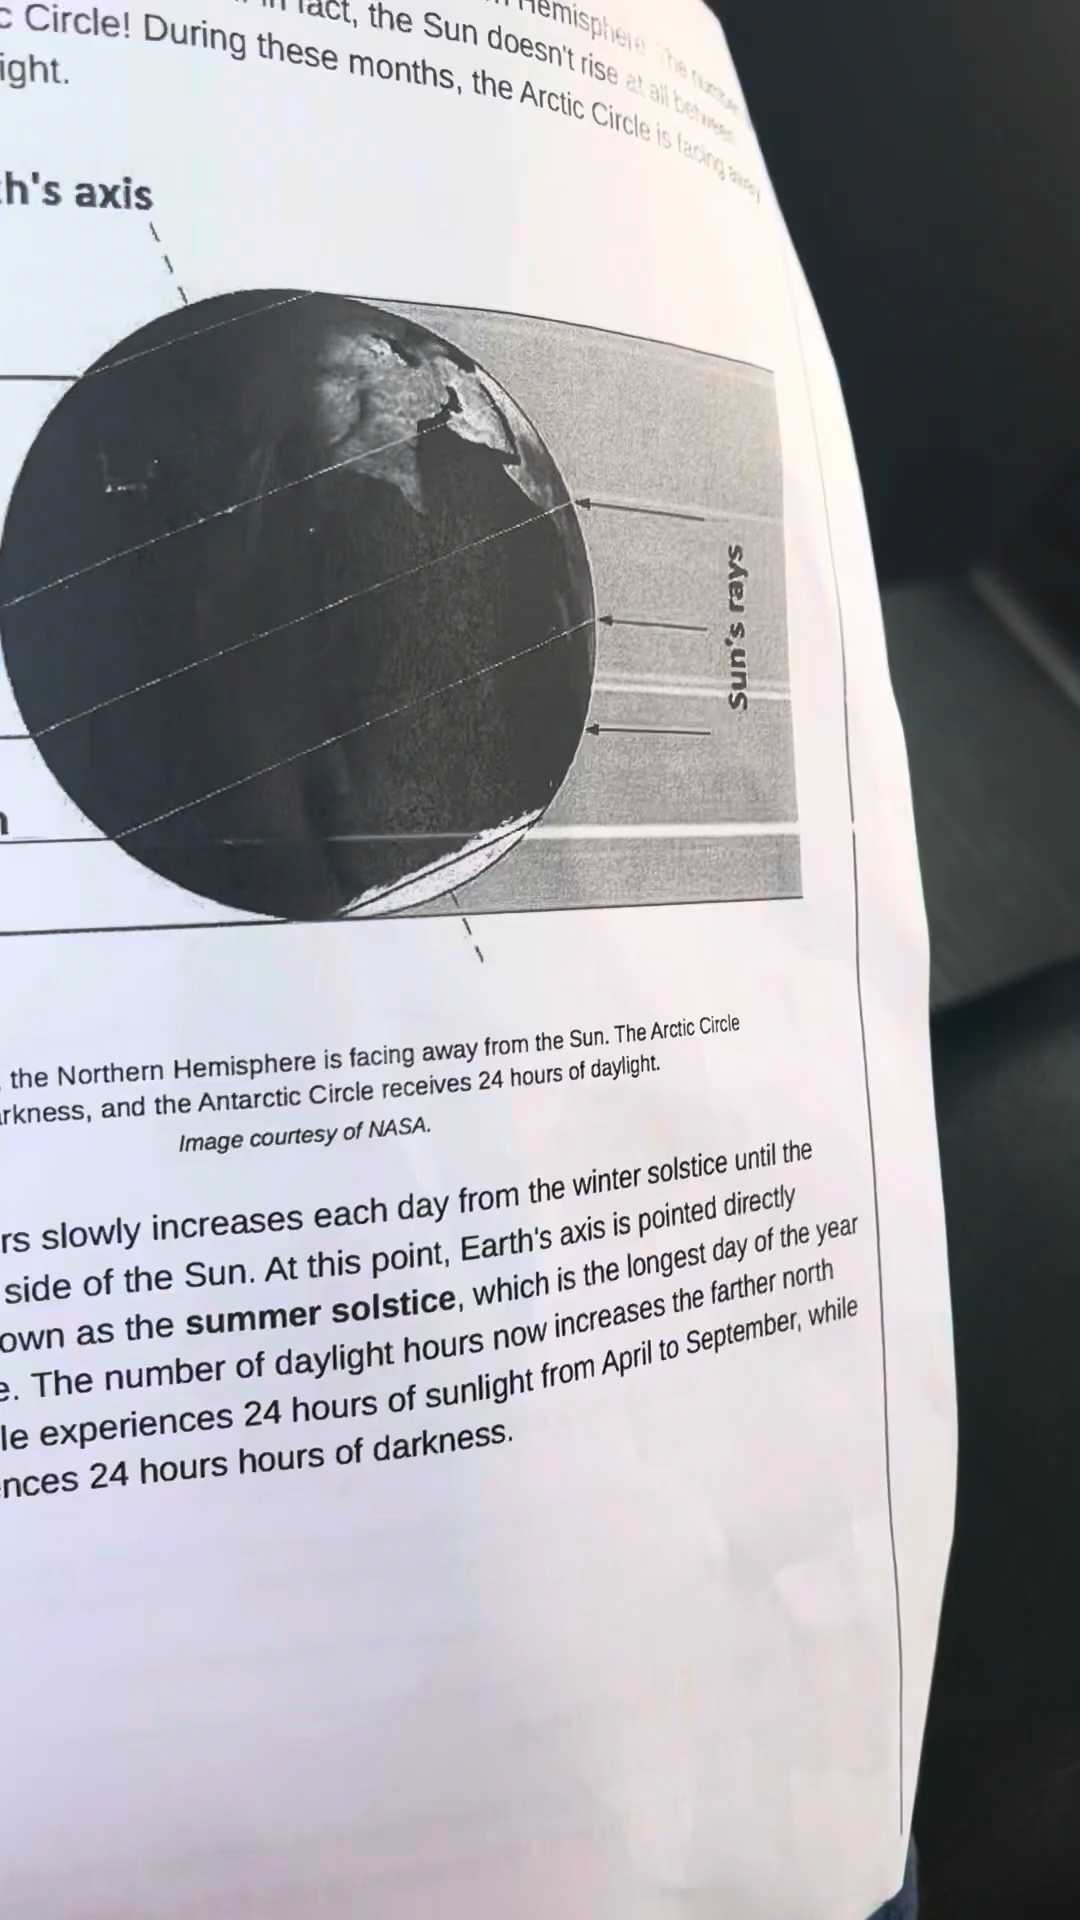 in fact, the Sun doesn't rise at all between
c Circle! During these months, the Arctic Circle is facing away
ight.
h's axis
Sun's rays
, the Northern Hemisphere is facing away from the Sun. The Arctic Circle
rkness, and the Antarctic Circle receives 24 hours of daylight.
Image courtesy of NASA.
rs slowly increases each day from the winter solstice until the
side of the Sun. At this point, Earth's axis is pointed directly
own as the summer solstice, which is the longest day of the year
e. The number of daylight hours now increases the farther north
le experiences 24 hours of sunlight from April to September, while
nces 24 hours hours of darkness.